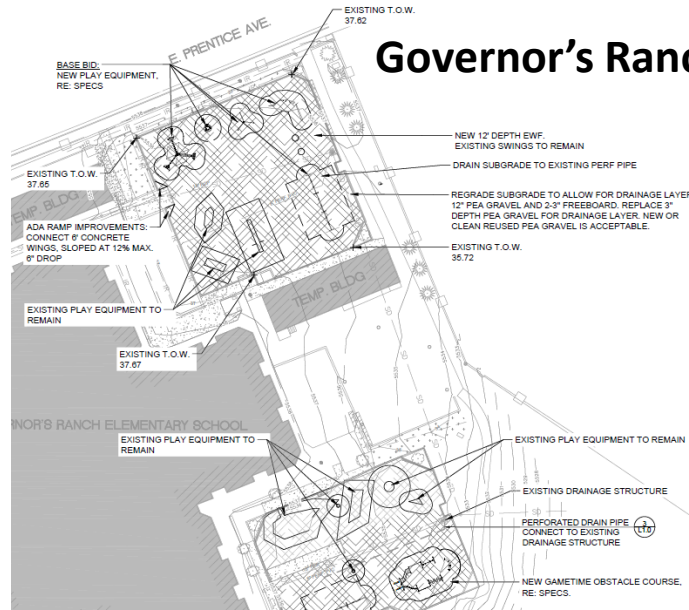 EXISTING T.O.W.
37.62
E. PRENTICE AVE.
Governor's Ranc
BASE BID:
NEW PLAY EQUIPMENT,
RE: SPECS
NEW 12' DEPTH EWF.
EXISTING SWINGS TO REMAIN
DRAIN SUBGRADE TO EXISTING PERF PIPE
EXISTING T.O.W.
37.65
TEMP. BLDG
REGRADE SUBGRADE TO ALLOW FOR DRAINAGE LAYER,
12" PEA GRAVEL AND 2-3" FREEBOARD. REPLACE 3"
DEPTH PEA GRAVEL FOR DRAINAGE LAYER. NEW OR
CLEAN REUSED PEA GRAVEL IS ACCEPTABLE.
ADA RAMP IMPROVEMENTS:
CONNECT 6' CONCRETE
WINGS, SLOPED AT 12% MAX.
6" DROP
EXISTING T.O.W.
35.72
TEMP BLDG
EXISTING PLAY EQUIPMENT TO
REMAIN
EXISTING T.O.W.
37.67
NOR'S RANCH ELEMENTARY SCHOOL
EXISTING PLAY EQUIPMENT TO
REMAIN
EXISTING PLAY EQUIPMENT TO REMAIN
EXISTING DRAINAGE STRUCTURE
PERFORATED DRAIN PIPE
CONNECT TO EXISTING
DRAINAGE STRUCTURE
3
L1.0
NEW GAMETIME OBSTACLE COURSE,
RE: SPECS.